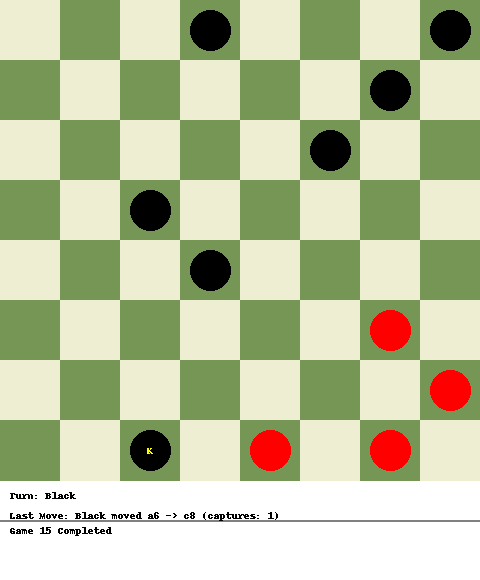 K
Turn: Black
Last Move: Black moved a6 -> c8 (captures: 1)
Game 15 Completed